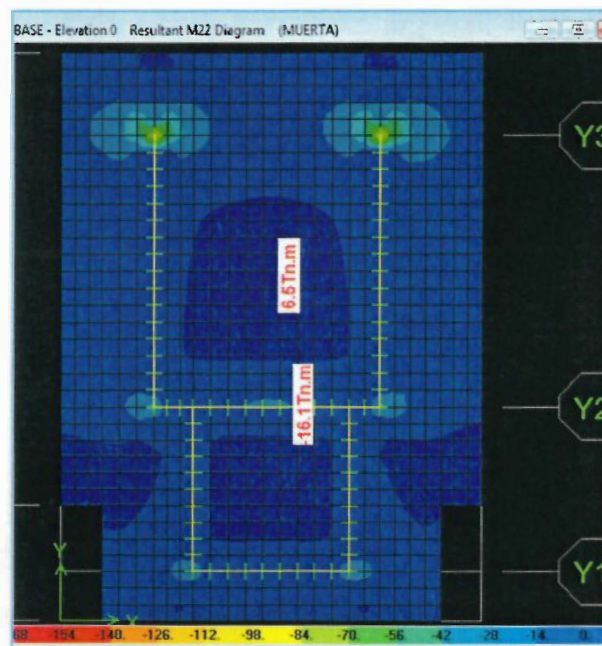 BASE - Elevation 0 Resultant M22 Diagram (MUERTA)
Y3
6.5Tn.m
-16.1Tn.m
Y2
Y
X
Y1
68. -154. -140. -126. -112. -98. -84. -70. -56. -42 -28 -14. 0.